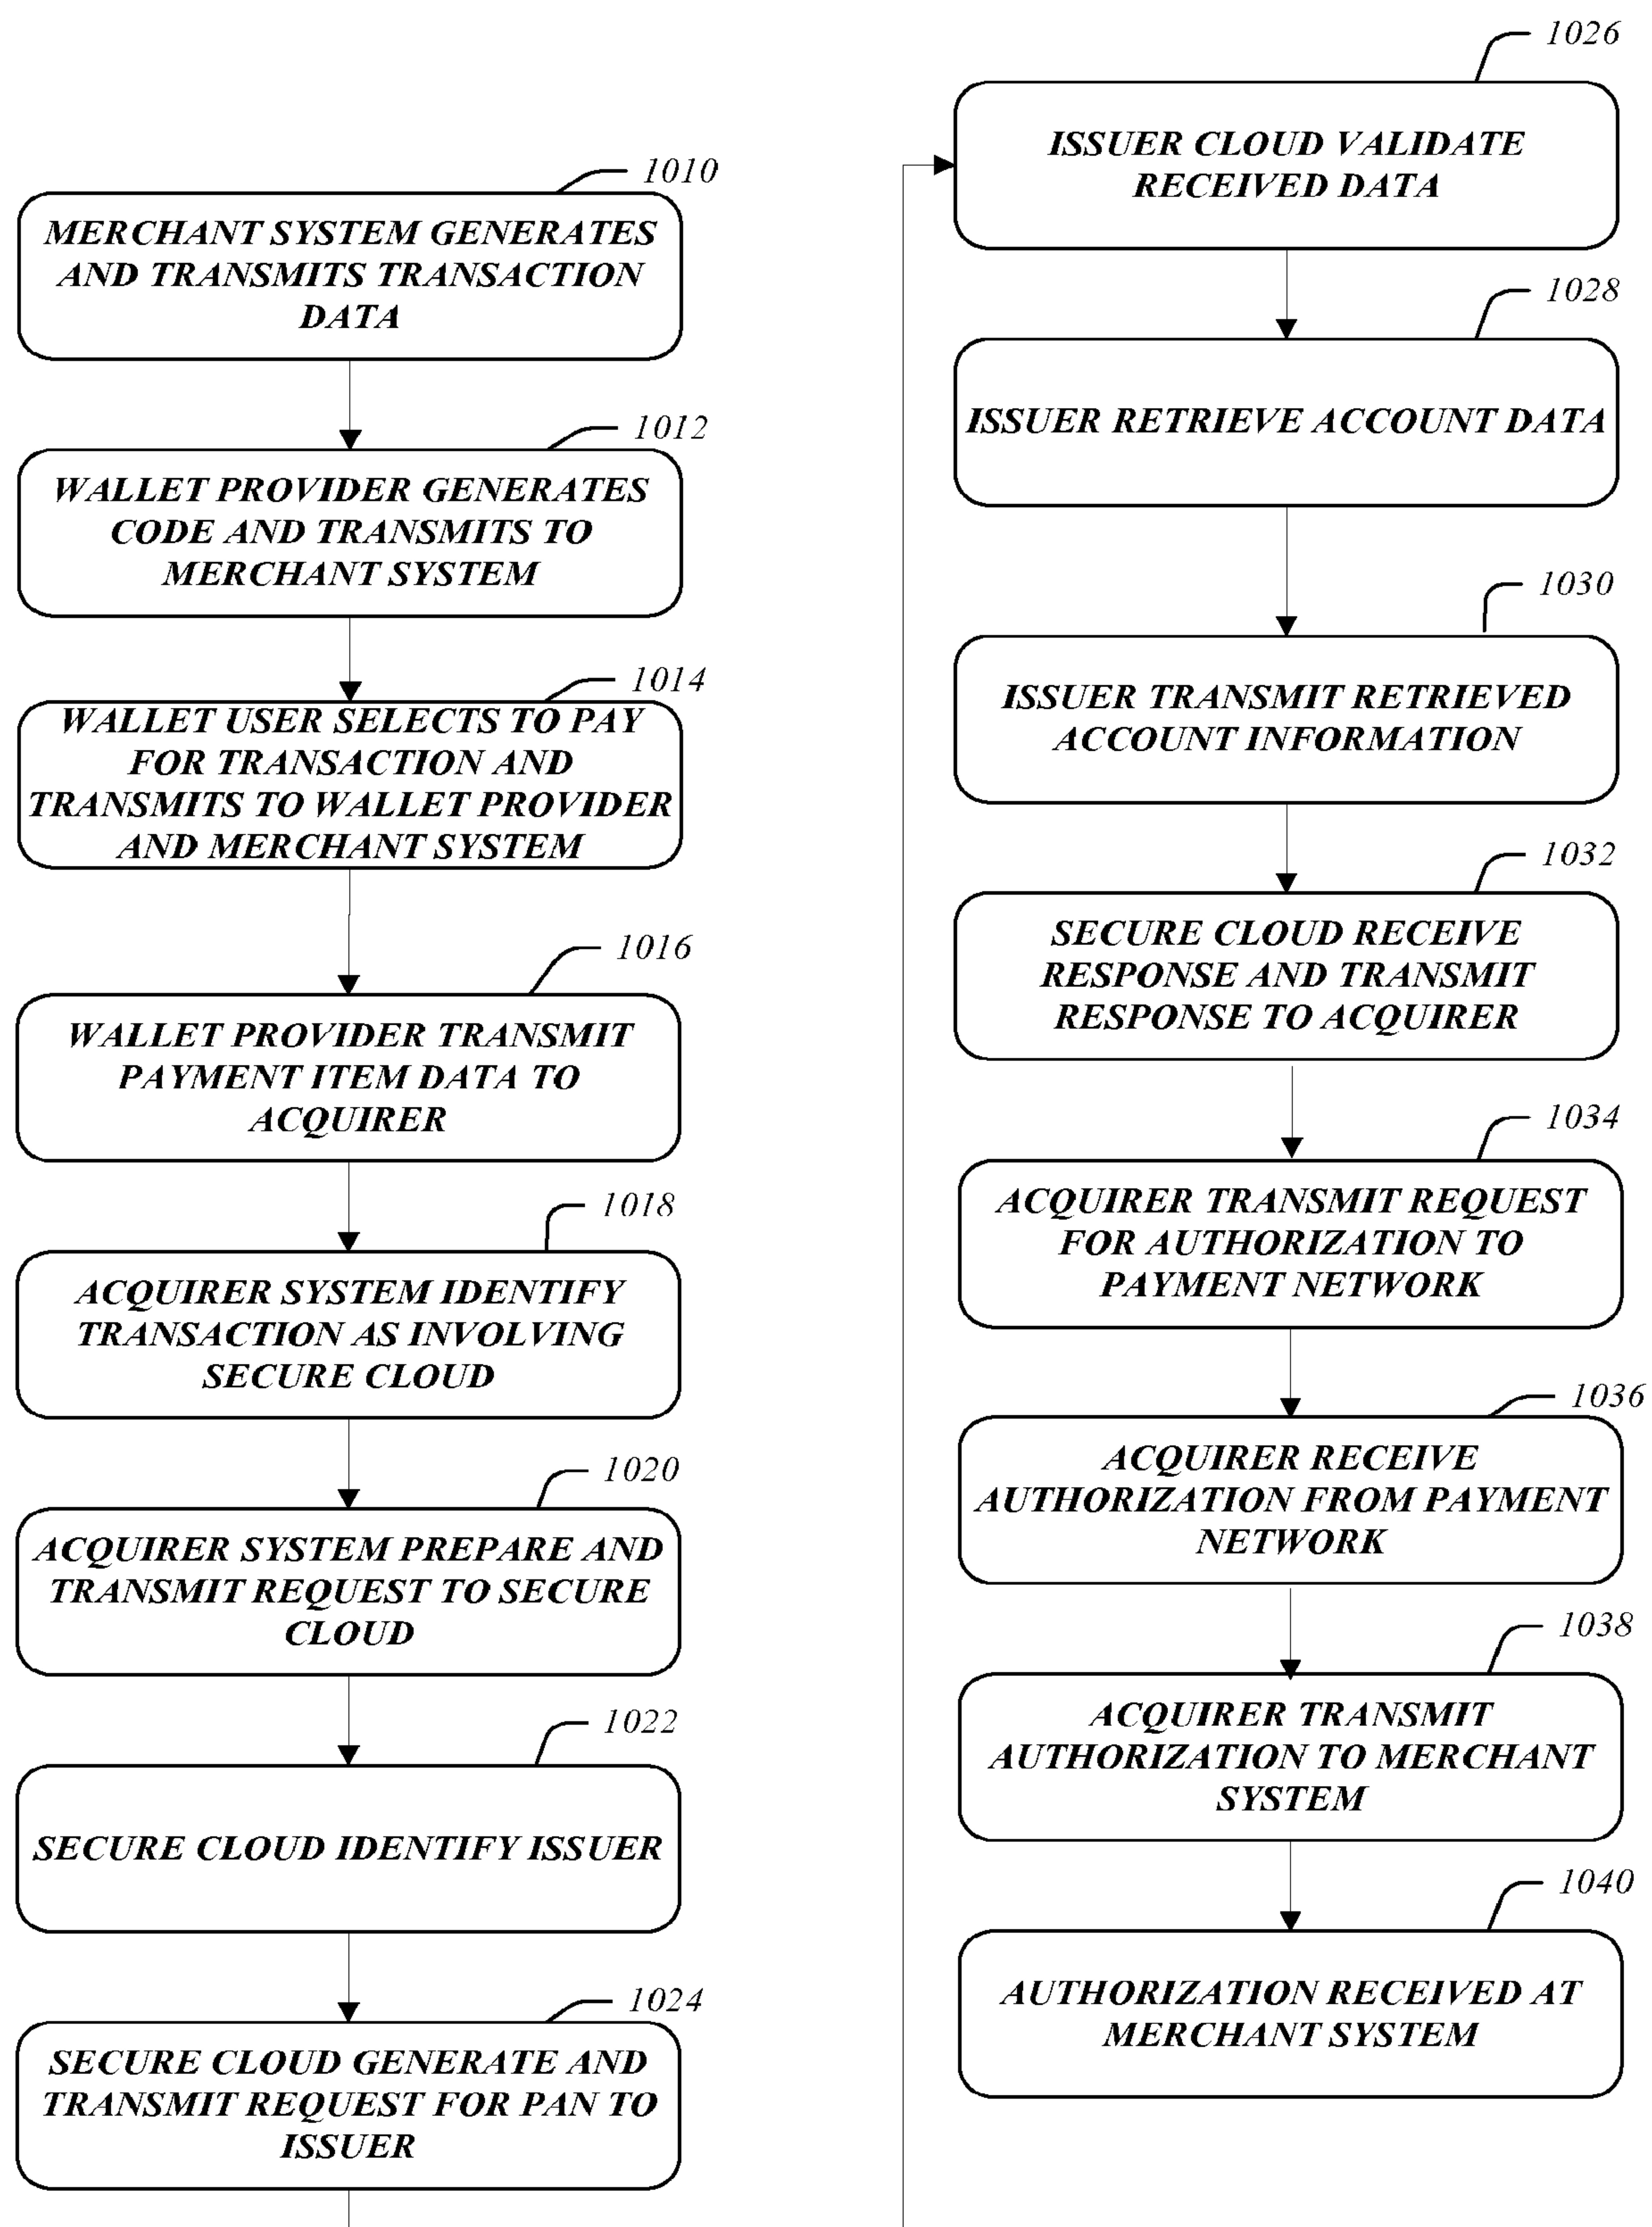 1010
MERCHANT SYSTEM GENERATES
AND TRANSMITS TRANSACTION
DATA
1012
WALLET PROVIDER GENERATES
CODE AND TRANSMITS TO
MERCHANT SYSTEM
1014
WALLET USER SELECTS TO PAY
FOR TRANSACTION AND
TRANSMITS TO WALLET PROVIDER
AND MERCHANT SYSTEM
1016
WALLET PROVIDER TRANSMIT
PAYMENT ITEM DATA TO
ACQUIRER
1018
ACQUIRER SYSTEM IDENTIFY
TRANSACTION AS INVOLVING
SECURE CLOUD
1020
ACQUIRER SYSTEM PREPARE AND
TRANSMIT REQUEST TO SECURE
CLOUD
1022
SECURE CLOUD IDENTIFY ISSUER
1024
SECURE CLOUD GENERATE AND
TRANSMIT REQUEST FOR PAN TO
ISSUER
1026
ISSUER CLOUD VALIDATE
RECEIVED DATA
1028
ISSUER RETRIEVE ACCOUNT DATA
1030
ISSUER TRANSMIT RETRIEVED
ACCOUNT INFORMATION
1032
SECURE CLOUD RECEIVE
RESPONSE AND TRANSMIT
RESPONSE TO ACQUIRER
1034
ACQUIRER TRANSMIT REQUEST
FOR AUTHORIZATION TO
PAYMENT NETWORK
1036
ACQUIRER RECEIVE
AUTHORIZATION FROM PAYMENT
NETWORK
1038
ACQUIRER TRANSMIT
AUTHORIZATION TO MERCHANT
SYSTEM
1040
AUTHORIZATION RECEIVED AT
MERCHANT SYSTEM